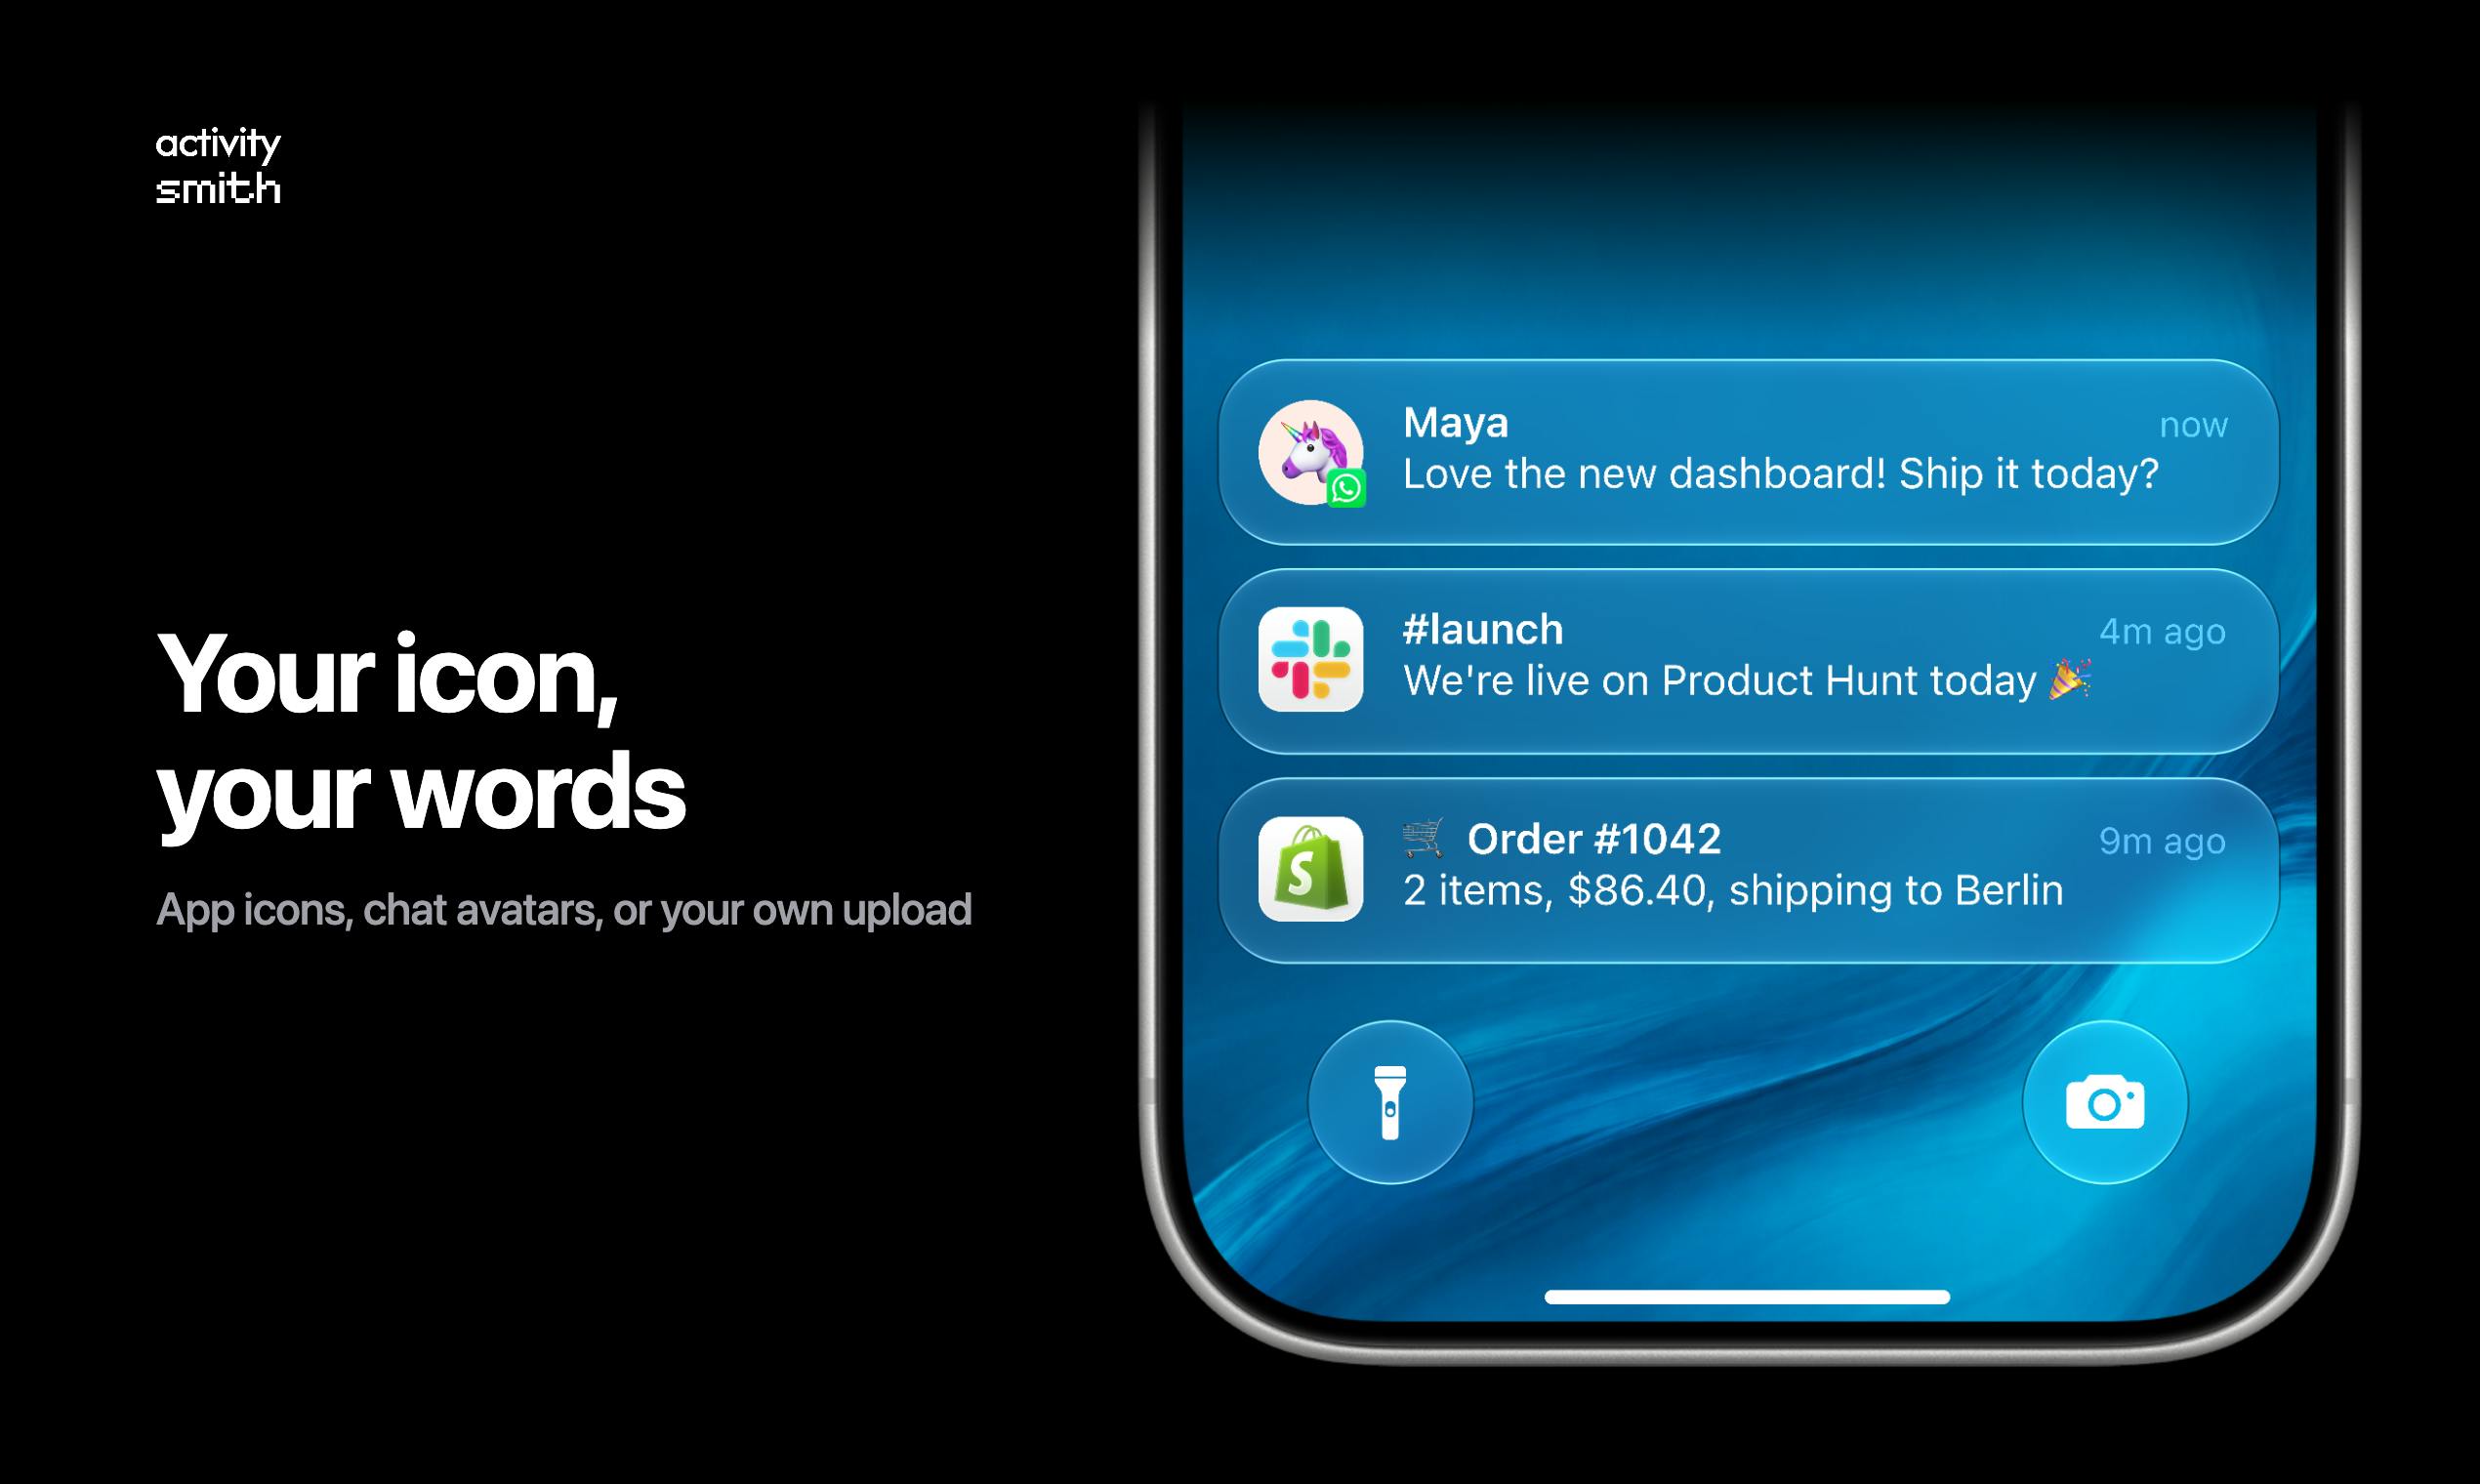 activity
smith
Your icon,
your words
App icons, chat avatars, or your own upload
Maya
now
Love the new dashboard! Ship it today?
#launch
4m ago
We're live on Product Hunt today 🎉
🛒 Order #1042
9m ago
2 items, $86.40, shipping to Berlin